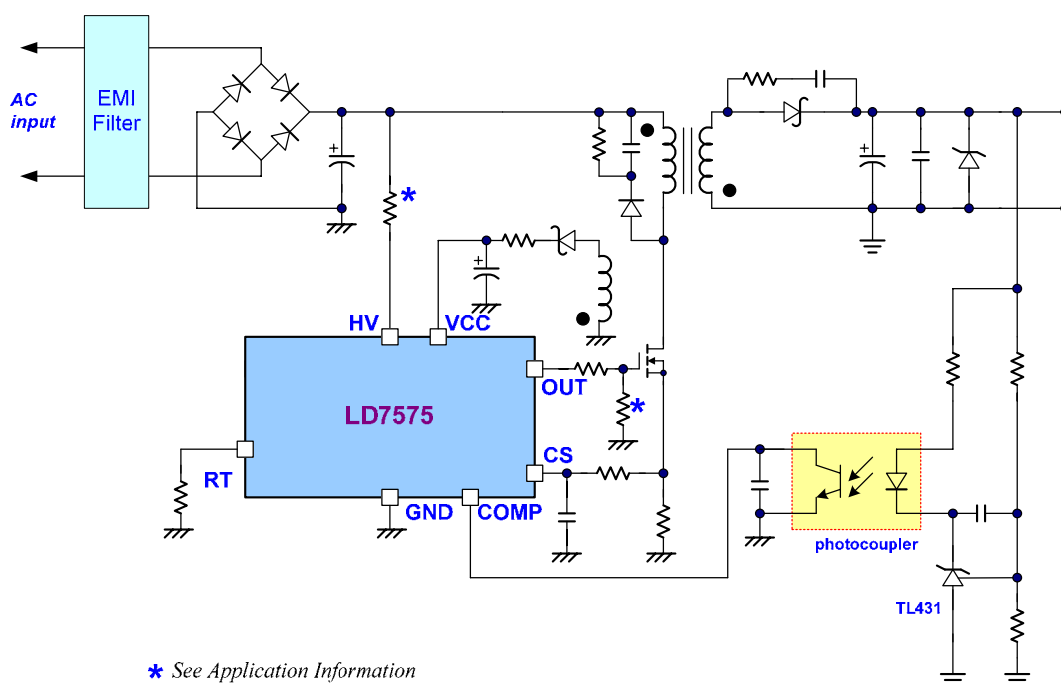 AC
input
EMI
Filter
HV
VCC
OUT
LD7575
CS
RT
GND
COMP
photocoupler
TL431
*
*
* See Application Information